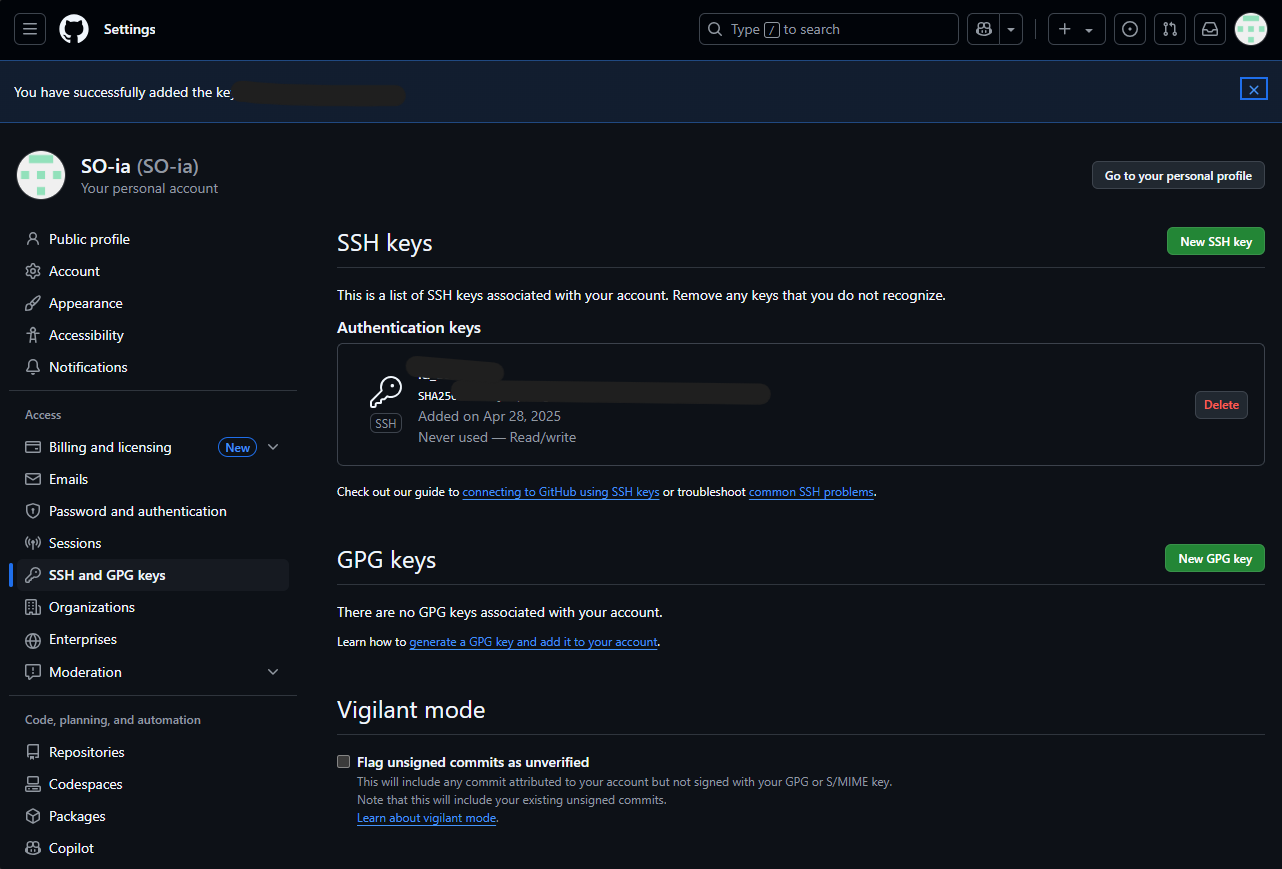 Settings
Type / to search
You have successfully added the
SO-ia (SO-ia)
Your personal account
Go to your personal profile
Public profile
Account
Appearance
Accessibility
Notifications
Access
Billing and licensing New
Emails
Password and authentication
Sessions
SSH and GPG keys
Organizations
Enterprises
Moderation
Code, planning, and automation
Repositories
Codespaces
Packages
Copilot
SSH keys
New SSH key
This is a list of SSH keys associated with your account. Remove any keys that you do not recognize.
Authentication keys
SSH
Added on Apr 28, 2025
Never used — Read/write
Delete
Check out our guide to connecting to GitHub using SSH keys or troubleshoot common SSH problems.
GPG keys
New GPG key
There are no GPG keys associated with your account.
Learn how to generate a GPG key and add it to your account.
Vigilant mode
Flag unsigned commits as unverified
This will include any commit attributed to your account but not signed with your GPG or S/MIME key.
Note that this will include your existing unsigned commits.
Learn about vigilant mode.